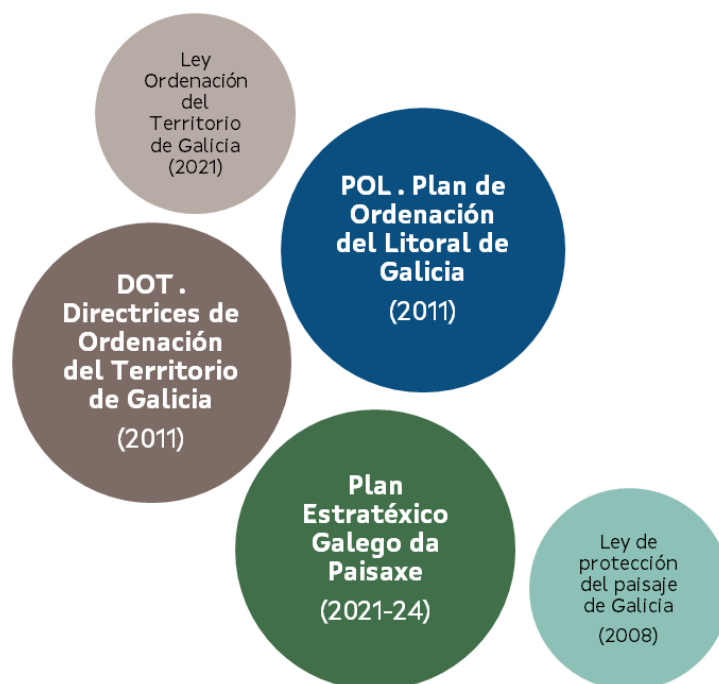 Ley
Ordenación
del
Territorio
de Galicia
(2021)
POL . Plan de
Ordenación
del Litoral de
Galicia
(2011)
DOT .
Directrices de
Ordenación
del Territorio
de Galicia
(2011)
Plan
Estratéxico
Galego da
Paisaxe
(2021-24)
Ley de
protección
del paisaje
de Galicia
(2008)